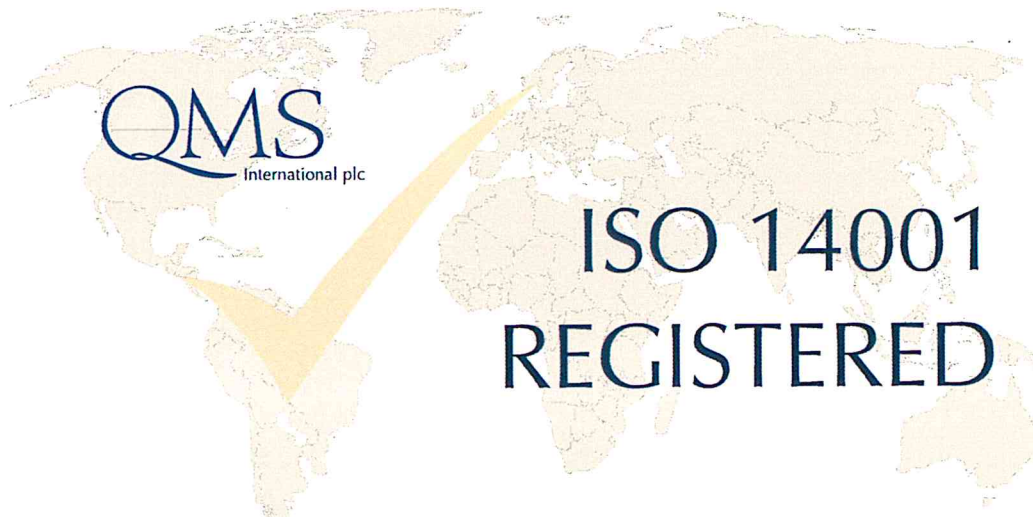 QMS
International plc
ISO 14001
REGISTERED